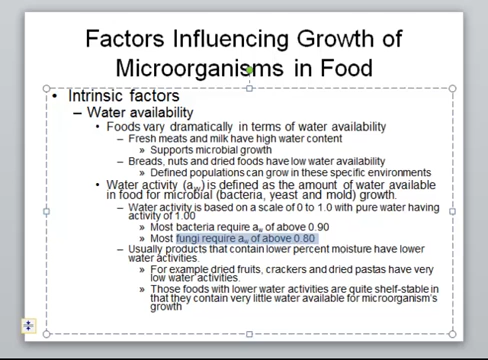 Factors Influencing Growth of
Microorganisms in Food
• Intrinsic factors
– Water availability
• Foods vary dramatically in terms of water availability
– Fresh meats and milk have high water content
» Supports microbial growth
– Breads, nuts and dried foods have low water availability
» Defined populations can grow in these specific environments
• Water activity (aw) is defined as the amount of water available
in food for microbial (bacteria, yeast and mold) growth.
– Water activity is based on a scale of 0 to 1.0 with pure water having
activity of 1.00
» Most bacteria require aw of above 0.90
» Most fungi require aw of above 0.80
– Usually products that contain lower percent moisture have lower
water activities.
» For example dried fruits, crackers and dried pastas have very
low water activities.
» Those foods with lower water activities are quite shelf-stable in
that they contain very little water available for microorganism's
growth